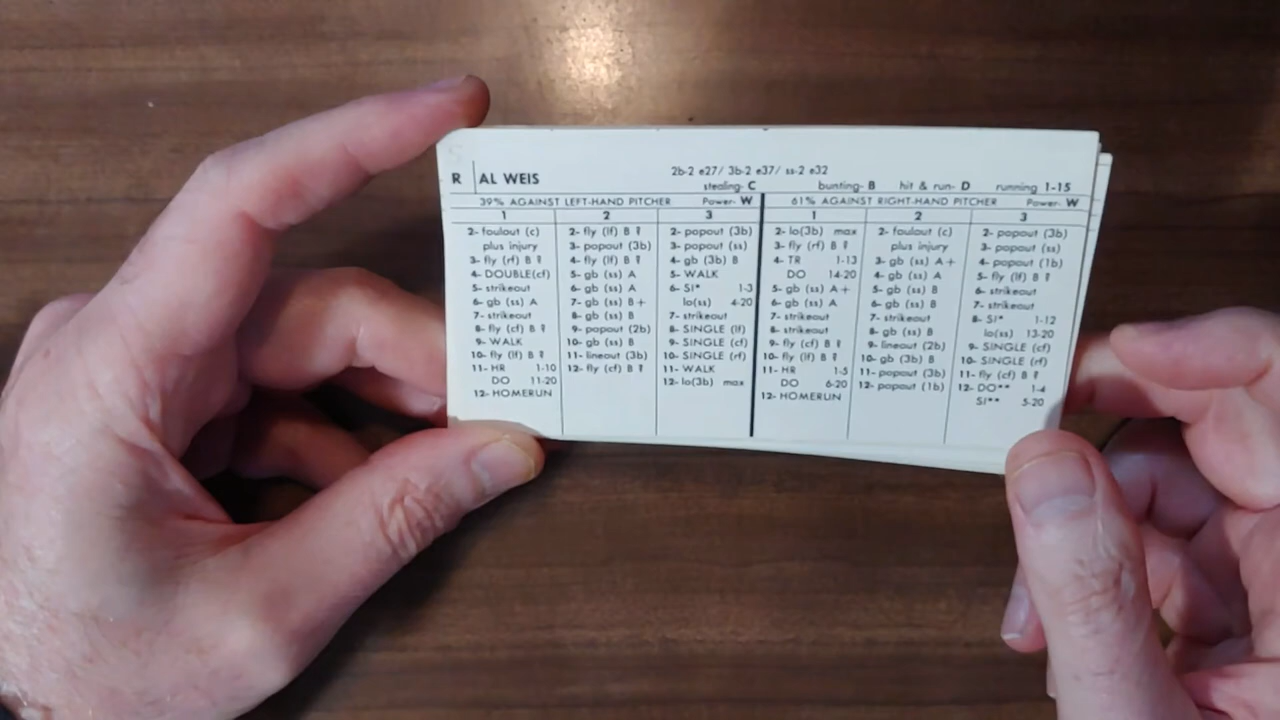 R AL WEIS 2b-2 e27/ 3b-2 e37/ ss-2 e32
stealing- C bunting- B hit & run- D running 1-15
39% AGAINST LEFT-HAND PITCHER Power- W 61% AGAINST RIGHT-HAND PITCHER Power- W
1 2 3 1 2 3
2- foulout (c) 2- fly (lf) B ? 2- popout (3b) 2- lo(3b) max 2- foulout (c) 2- popout (3b)
plus injury 3- popout (3b) 3- popout (ss) 3- fly (rf) B ? plus injury 3- popout (ss)
3- fly (rf) B ? 4- fly (lf) B ? 4- gb (3b) B 4- TR 1-13 3- gb (ss) A+ 4- popout (1b)
4- DOUBLE(cf) 5- gb (ss) A 5- WALK DO 14-20 4- gb (ss) A 5- fly (lf) B ?
5- strikeout 6- gb (ss) A 6- SI* 1-3 5- gb (ss) A+ 5- gb (ss) B 6- strikeout
6- gb (ss) A 7- gb (ss) B+ lo(ss) 4-20 6- gb (ss) A 6- gb (ss) B 7- strikeout
7- strikeout 8- gb (ss) B 7- strikeout 7- strikeout 7- strikeout 8- SI* 1-12
8- fly (cf) B ? 9- popout (2b) 8- SINGLE (lf) 8- strikeout 8- gb (ss) B lo(ss) 13-20
9- WALK 10- gb (ss) B 9- SINGLE (cf) 9- fly (cf) B ? 9- lineout (2b) 9- SINGLE (cf)
10- fly (lf) B ? 11- lineout (3b) 10- SINGLE (rf) 10- fly (lf) B ? 10- gb (3b) B 10- SINGLE (rf)
11- HR 1-10 12- fly (cf) B ? 11- WALK 11- HR 1-5 11- popout (3b) 11- fly (cf) B ?
DO 11-20 12- lo(3b) max DO 6-20 12- popout (1b) 12- DO** 1-4
12- HOMERUN 12- HOMERUN SI** 5-20